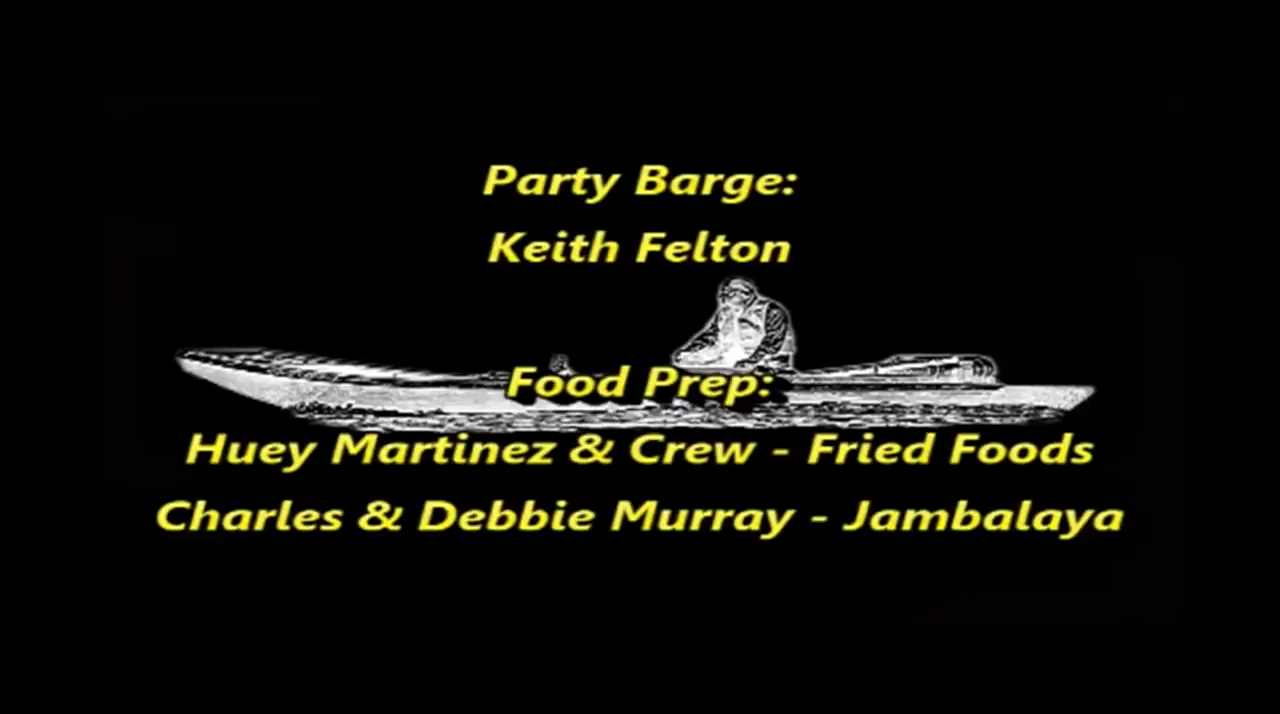 Party Barge:
Keith Felton
Food Prep:
Huey Martinez & Crew - Fried Foods
Charles & Debbie Murray - Jambalaya